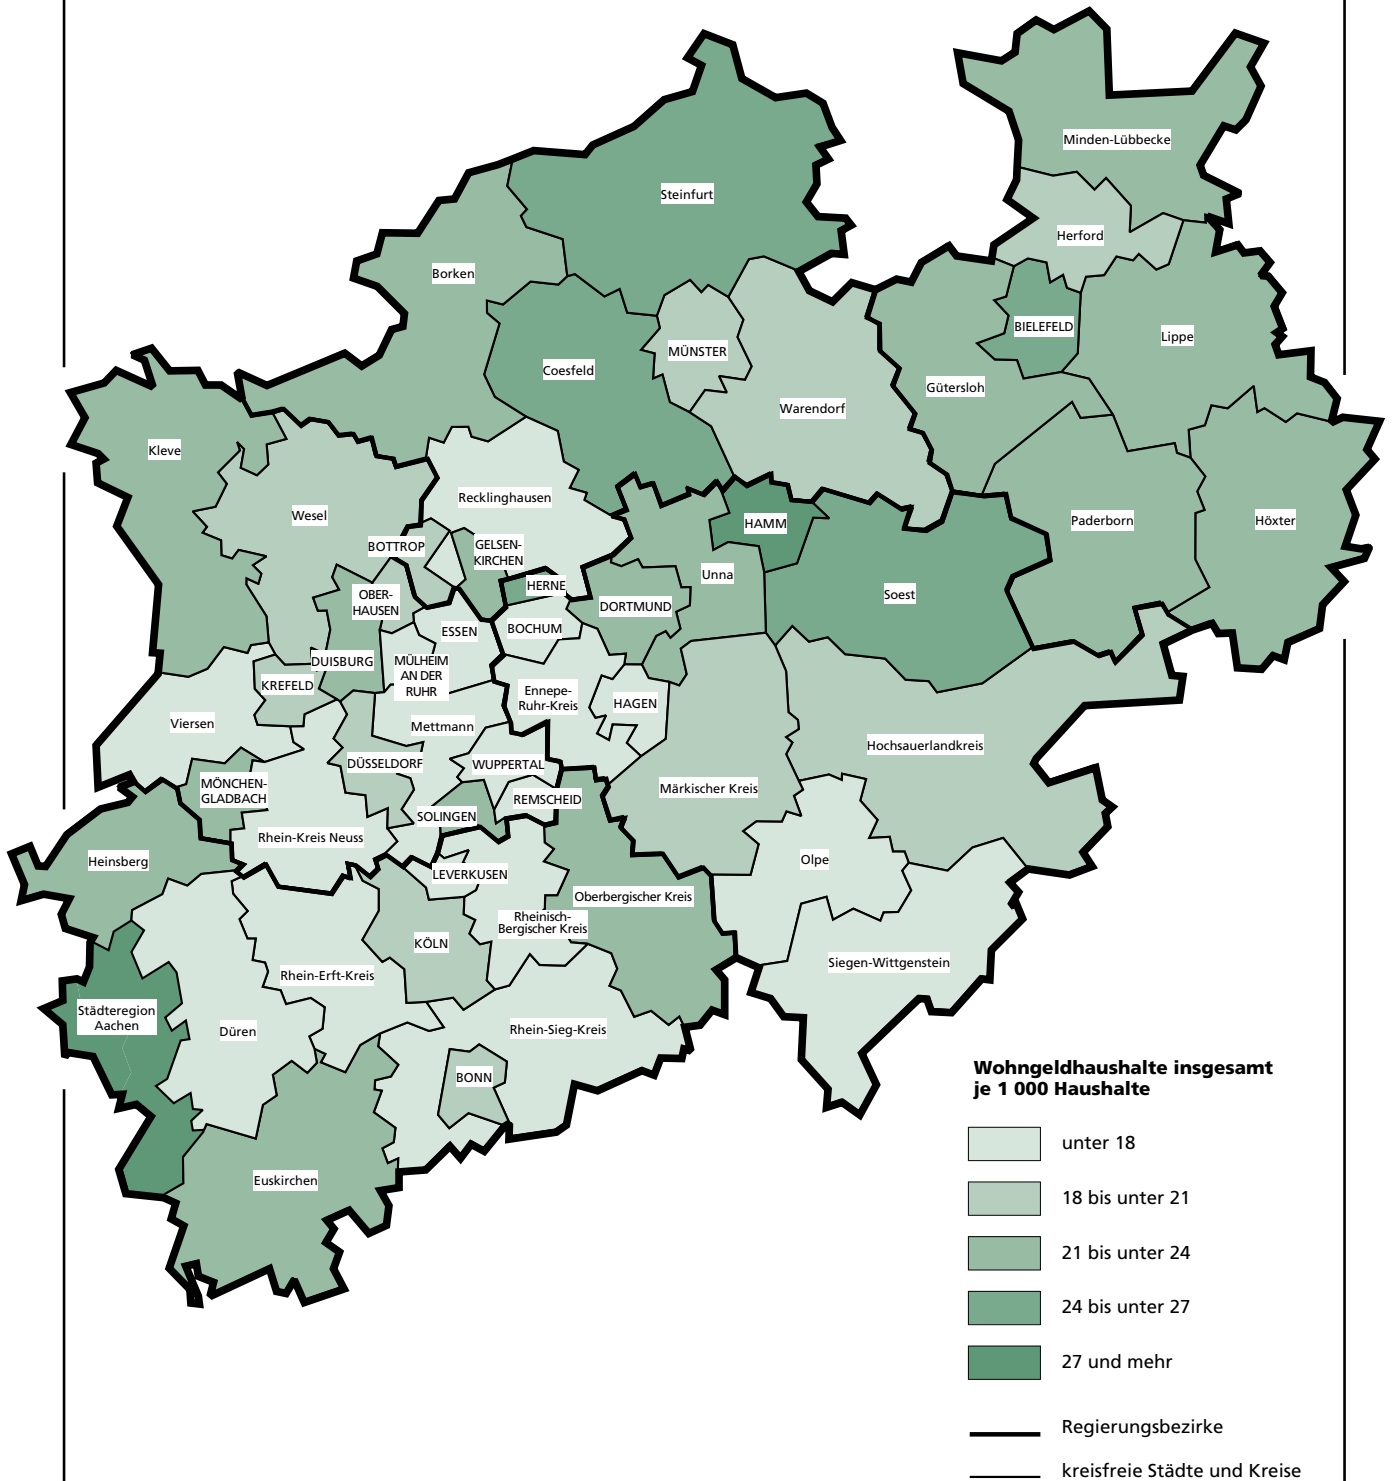 Minden-Lübbecke
Steinfurt
Herford
Borken
BIELEFELD
Lippe
MÜNSTER
Coesfeld
Gütersloh
Warendorf
Kleve
Recklinghausen
Wesel
HAMM
Paderborn
Höxter
BOTTROP
GELSEN-
KIRCHEN
Unna
HERNE
Soest
OBER-
HAUSEN
DORTMUND
ESSEN
BOCHUM
DUISBURG
MÜLHEIM
AN DER
RUHR
KREFELD
Ennepe-
Ruhr-Kreis
HAGEN
Viersen
Mettmann
Hochsauerlandkreis
DÜSSELDORF
WUPPERTAL
MÖNCHEN-
GLADBACH
Märkischer Kreis
REMSCHEID
SOLINGEN
Rhein-Kreis Neuss
Heinsberg
Olpe
LEVERKUSEN
Oberbergischer Kreis
Rheinisch-
Bergischer Kreis
KÖLN
Siegen-Wittgenstein
Rhein-Erft-Kreis
Städteregion
Aachen
Düren
Rhein-Sieg-Kreis
BONN
Euskirchen
Wohngeldhaushalte insgesamt
je 1 000 Haushalte
unter 18
18 bis unter 21
21 bis unter 24
24 bis unter 27
27 und mehr
Regierungsbezirke
kreisfreie Städte und Kreise